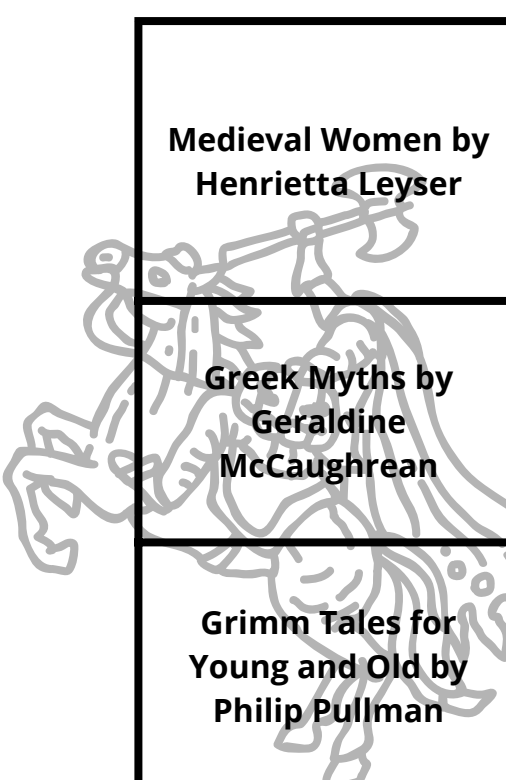 Medieval Women by
Henrietta Leyser
Greek Myths by
Geraldine
McCaughrean
Grimm Tales for
Young and Old by
Philip Pullman